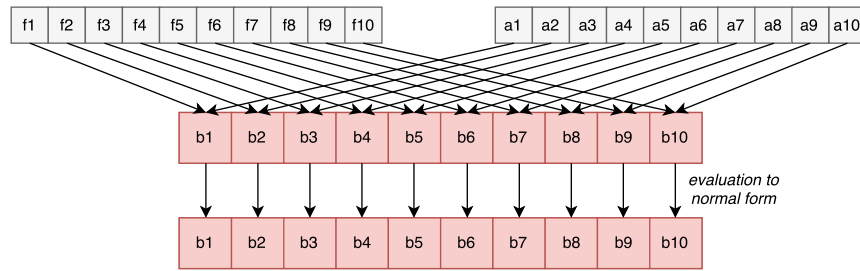 f1 f2 f3 f4 f5 f6 f7 f8 f9 f10 a1 a2 a3 a4 a5 a6 a7 a8 a9 a10
b1 b2 b3 b4 b5 b6 b7 b8 b9 b10
evaluation to
normal form
b1 b2 b3 b4 b5 b6 b7 b8 b9 b10